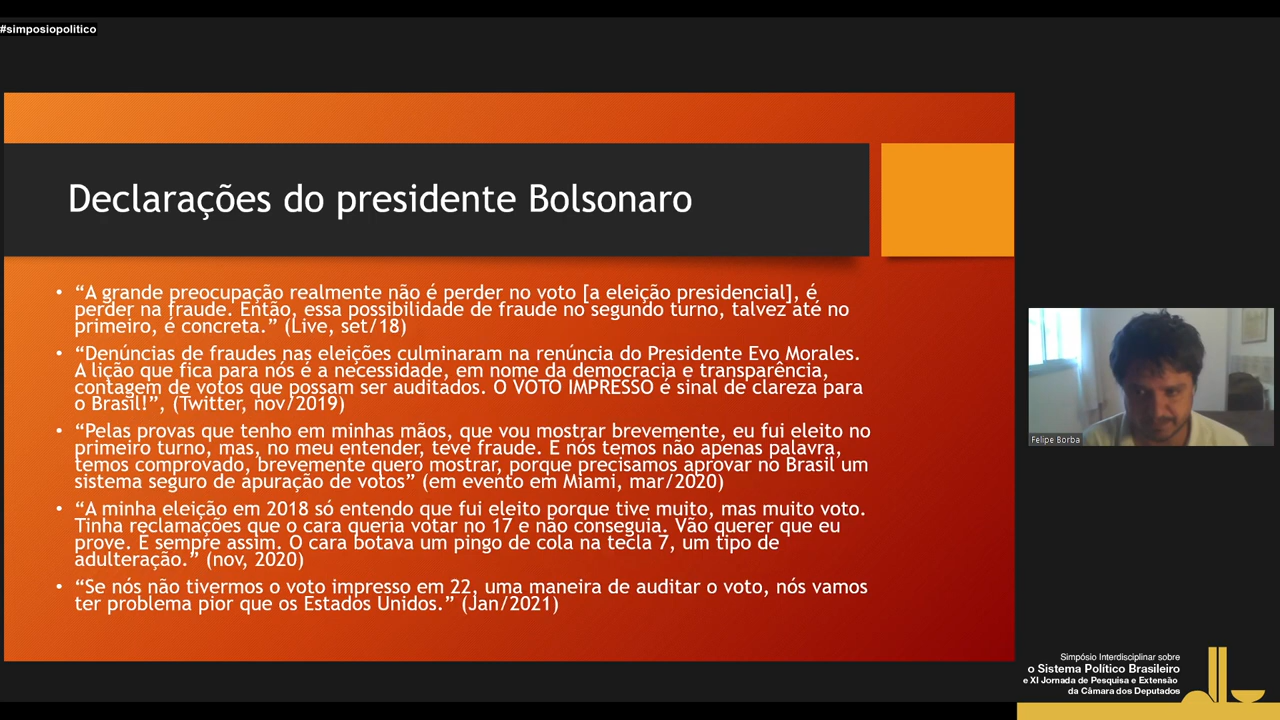 #simposiopolitico
Declarações do presidente Bolsonaro
• “A grande preocupação realmente não é perder no voto [a eleição presidencial], é
perder na fraude. Então, essa possibilidade de fraude no segundo turno, talvez até no
primeiro, é concreta.” (Live, set/18)
• “Denúncias de fraudes nas eleições culminaram na renúncia do Presidente Evo Morales.
A lição que fica para nós é a necessidade, em nome da democracia e transparência,
contagem de votos que possam ser auditados. O VOTO IMPRESSO é sinal de clareza para
o Brasil!”, (Twitter, nov/2019)
• “Pelas provas que tenho em minhas mãos, que vou mostrar brevemente, eu fui eleito no
primeiro turno, mas, no meu entender, teve fraude. E nós temos não apenas palavra,
temos comprovado, brevemente quero mostrar, porque precisamos aprovar no Brasil um
sistema seguro de apuração de votos” (em evento em Miami, mar/2020)
• “A minha eleição em 2018 só entendo que fui eleito porque tive muito, mas muito voto.
Tinha reclamações que o cara queria votar no 17 e não conseguia. Vão querer que eu
prove. É sempre assim. O cara botava um pingo de cola na tecla 7, um tipo de
adulteração.” (nov, 2020)
• “Se nós não tivermos o voto impresso em 22, uma maneira de auditar o voto, nós vamos
ter problema pior que os Estados Unidos.” (Jan/2021)
Felipe Borba
Simpósio Interdisciplinar sobre
o Sistema Político Brasileiro
e XI Jornada de Pesquisa e Extensão
da Câmara dos Deputados